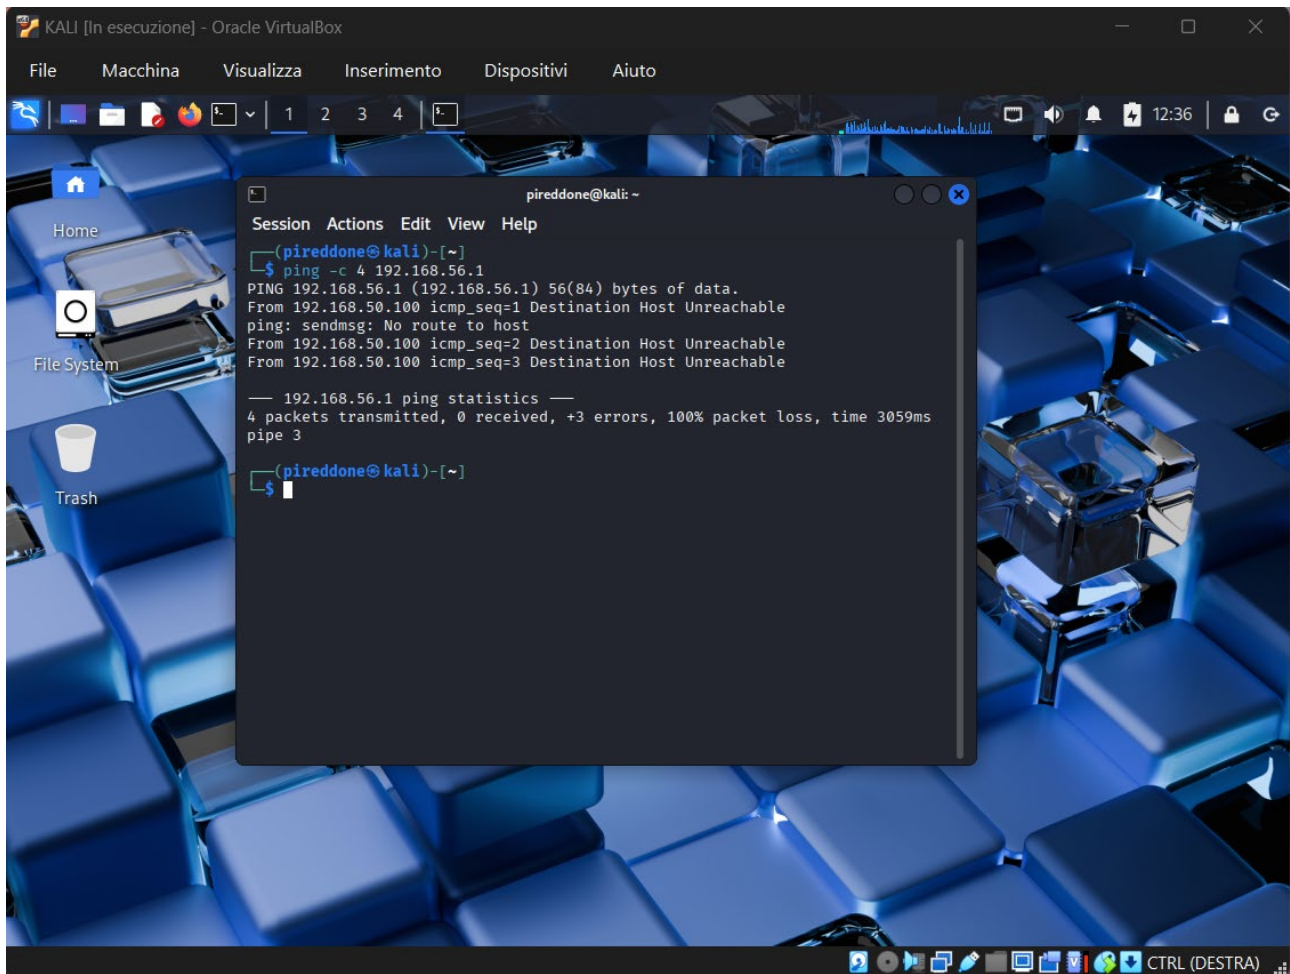 KALI [In esecuzione] - Oracle VirtualBox
File Macchina Visualizza Inserimento Dispositivi Aiuto
1 2 3 4 12:36
pireddone@kali: ~
Session Actions Edit View Help
┌──(pireddone㉿kali)-[~]
└─$ ping -c 4 192.168.56.1
PING 192.168.56.1 (192.168.56.1) 56(84) bytes of data.
From 192.168.50.100 icmp_seq=1 Destination Host Unreachable
ping: sendmsg: No route to host
From 192.168.50.100 icmp_seq=2 Destination Host Unreachable
From 192.168.50.100 icmp_seq=3 Destination Host Unreachable
--- 192.168.56.1 ping statistics ---
4 packets transmitted, 0 received, +3 errors, 100% packet loss, time 3059ms
pipe 3
┌──(pireddone㉿kali)-[~]
└─$
Home
File System
Trash
CTRL (DESTRA)